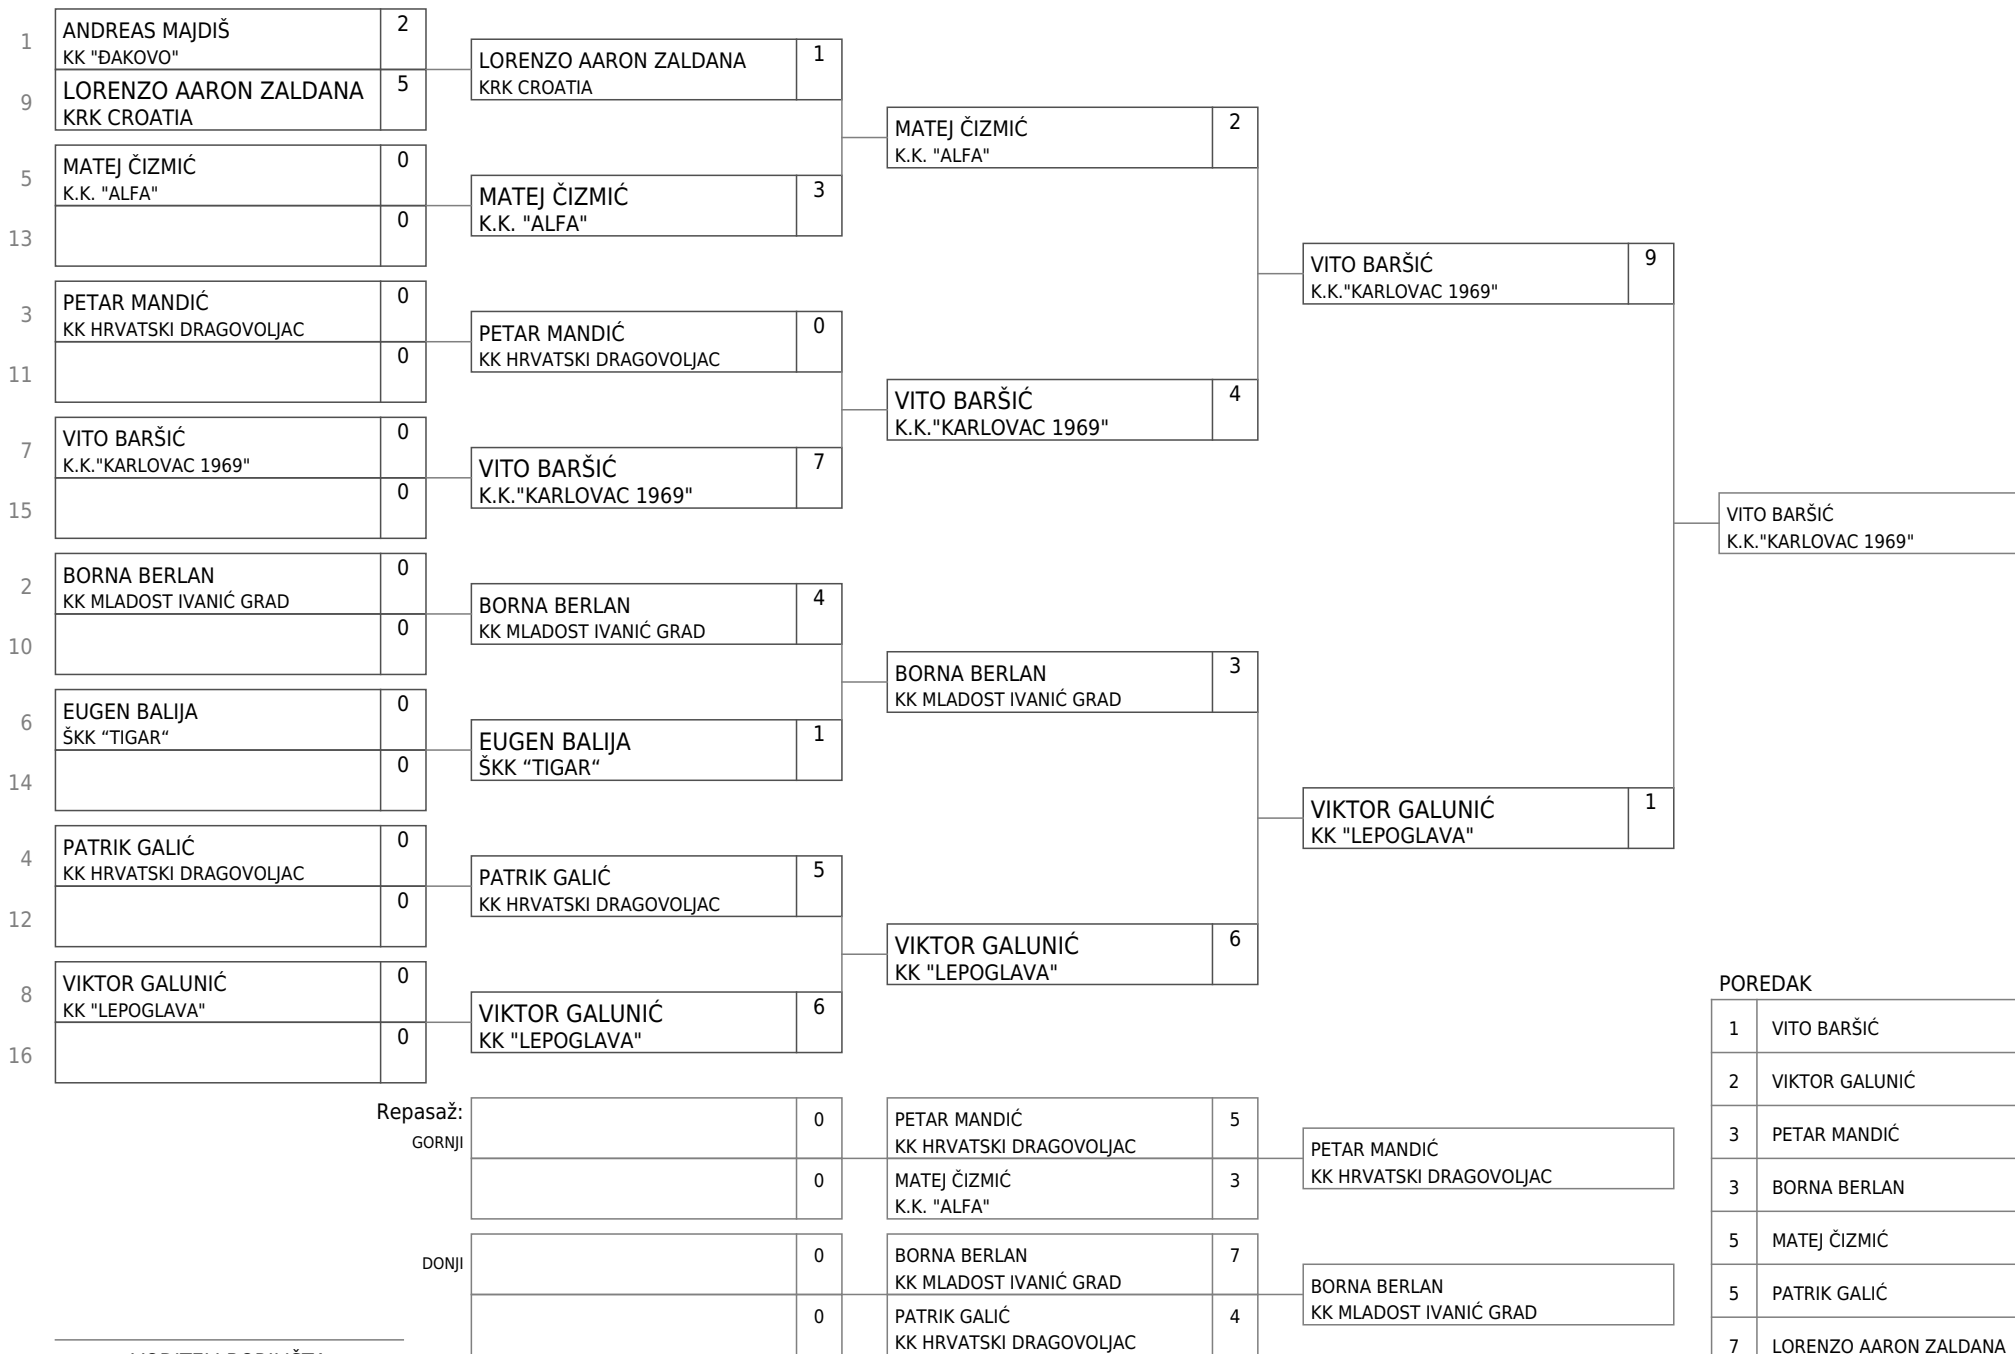 1
ANDREAS MAJDIŠ
2
KK "ĐAKOVO"
9
LORENZO AARON ZALDANA
5
KRK CROATIA
5
MATEJ ČIZMIĆ
0
K.K. "ALFA"
13
0
3
PETAR MANDIĆ
0
KK HRVATSKI DRAGOVOLJAC
11
0
7
VITO BARŠIĆ
0
K.K."KARLOVAC 1969"
15
0
2
BORNA BERLAN
0
KK MLADOST IVANIĆ GRAD
10
0
6
EUGEN BALIJA
0
ŠKK “TIGAR“
14
0
4
PATRIK GALIĆ
0
KK HRVATSKI DRAGOVOLJAC
12
0
8
VIKTOR GALUNIĆ
0
KK "LEPOGLAVA"
16
0
LORENZO AARON ZALDANA
1
KRK CROATIA
MATEJ ČIZMIĆ
3
K.K. "ALFA"
PETAR MANDIĆ
0
KK HRVATSKI DRAGOVOLJAC
VITO BARŠIĆ
7
K.K."KARLOVAC 1969"
BORNA BERLAN
4
KK MLADOST IVANIĆ GRAD
EUGEN BALIJA
1
ŠKK “TIGAR“
PATRIK GALIĆ
5
KK HRVATSKI DRAGOVOLJAC
VIKTOR GALUNIĆ
6
KK "LEPOGLAVA"
MATEJ ČIZMIĆ
2
K.K. "ALFA"
VITO BARŠIĆ
4
K.K."KARLOVAC 1969"
BORNA BERLAN
3
KK MLADOST IVANIĆ GRAD
VIKTOR GALUNIĆ
6
KK "LEPOGLAVA"
VITO BARŠIĆ
9
K.K."KARLOVAC 1969"
VIKTOR GALUNIĆ
1
KK "LEPOGLAVA"
VITO BARŠIĆ
K.K."KARLOVAC 1969"
Repasaž:
GORNJI
0
0
PETAR MANDIĆ
5
KK HRVATSKI DRAGOVOLJAC
MATEJ ČIZMIĆ
3
K.K. "ALFA"
PETAR MANDIĆ
KK HRVATSKI DRAGOVOLJAC
DONJI
0
0
BORNA BERLAN
7
KK MLADOST IVANIĆ GRAD
PATRIK GALIĆ
4
KK HRVATSKI DRAGOVOLJAC
BORNA BERLAN
KK MLADOST IVANIĆ GRAD
POREDAK
1 VITO BARŠIĆ
2 VIKTOR GALUNIĆ
3 PETAR MANDIĆ
3 BORNA BERLAN
5 MATEJ ČIZMIĆ
5 PATRIK GALIĆ
7 LORENZO AARON ZALDANA